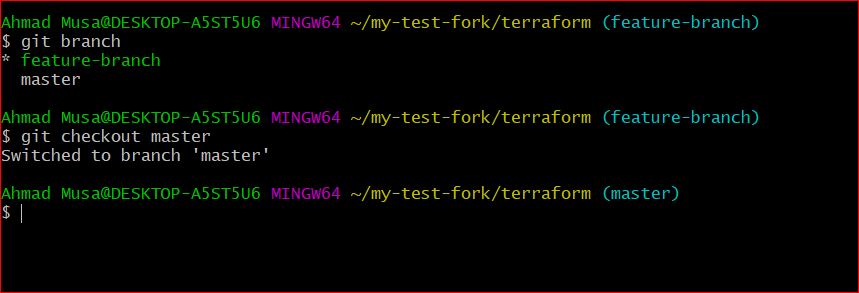 Ahmad Musa@DESKTOP-A5ST5U6 MINGW64 ~/my-test-fork/terraform (feature-branch)
$ git branch
* feature-branch
  master
Ahmad Musa@DESKTOP-A5ST5U6 MINGW64 ~/my-test-fork/terraform (feature-branch)
$ git checkout master
Switched to branch 'master'
Ahmad Musa@DESKTOP-A5ST5U6 MINGW64 ~/my-test-fork/terraform (master)
$